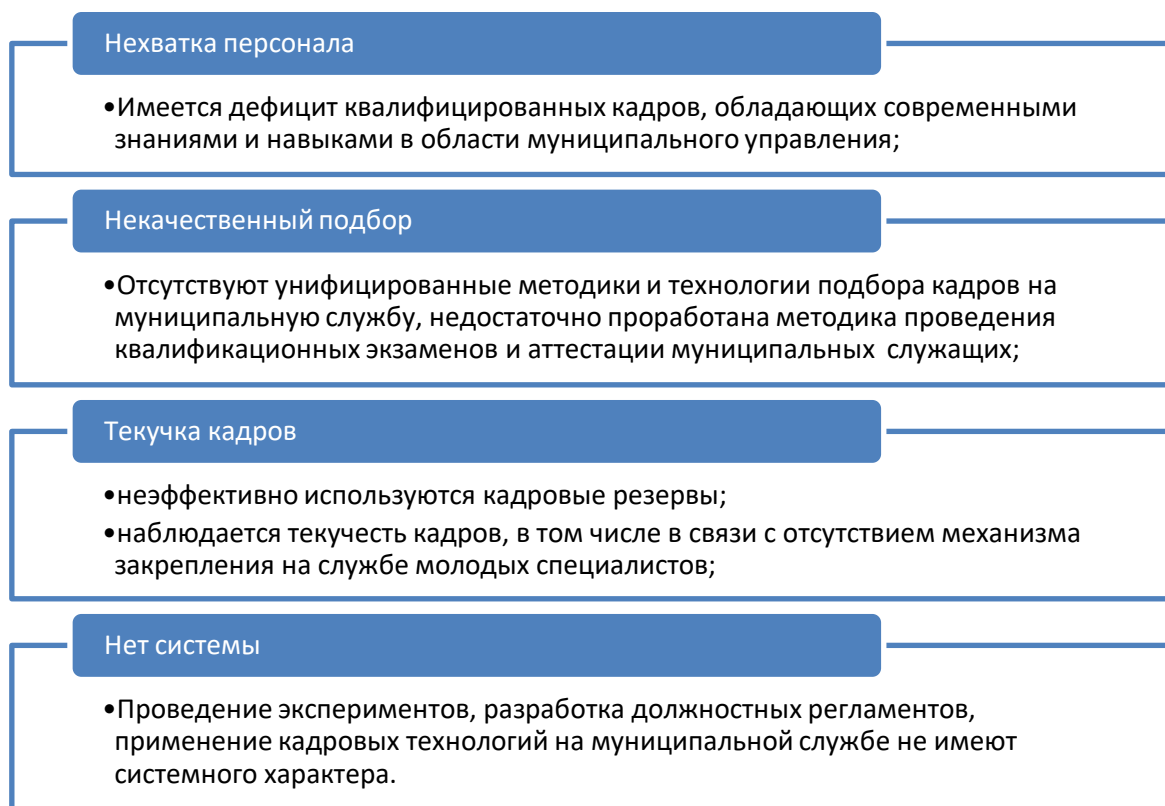 Нехватка персонала
•Имеется дефицит квалифицированных кадров, обладающих современными
знаниями и навыками в области муниципального управления;
Некачественный подбор
•Отсутствуют унифицированные методики и технологии подбора кадров на
муниципальную службу, недостаточно проработана методика проведения
квалификационных экзаменов и аттестации муниципальных служащих;
Текучка кадров
•неэффективно используются кадровые резервы;
•наблюдается текучесть кадров, в том числе в связи с отсутствием механизма
закрепления на службе молодых специалистов;
Нет системы
•Проведение экспериментов, разработка должностных регламентов,
применение кадровых технологий на муниципальной службе не имеют
системного характера.